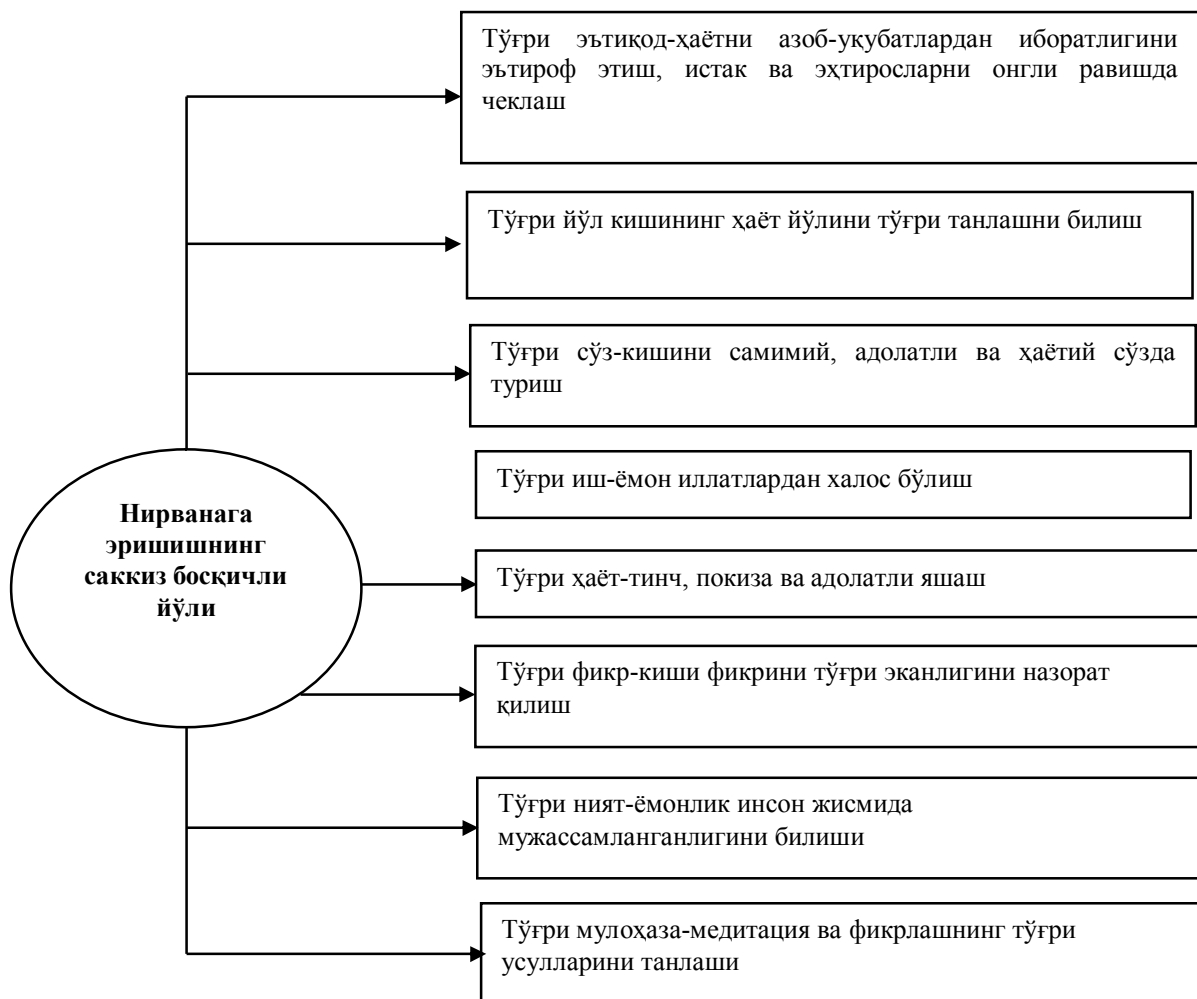 Тўғри эътиқод-ҳаётни азоб-уқубатлардан иборатлигини
эътироф этиш, истак ва эҳтиросларни онгли равишда
чеклаш
Тўғри йўл кишининг ҳаёт йўлини тўғри танлашни билиш
Тўғри сўз-кишини самимий, адолатли ва ҳаётий сўзда
туриш
Тўғри иш-ёмон иллатлардан халос бўлиш
Нирванага
эришишнинг
саккиз босқичли
йўли
Тўғри ҳаёт-тинч, покиза ва адолатли яшаш
Тўғри фикр-киши фикрини тўғри эканлигини назорат
қилиш
Тўғри ният-ёмонлик инсон жисмида
мужассамланганлигини билиши
Тўғри мулоҳаза-медитация ва фикрлашнинг тўғри
усулларини танлаши